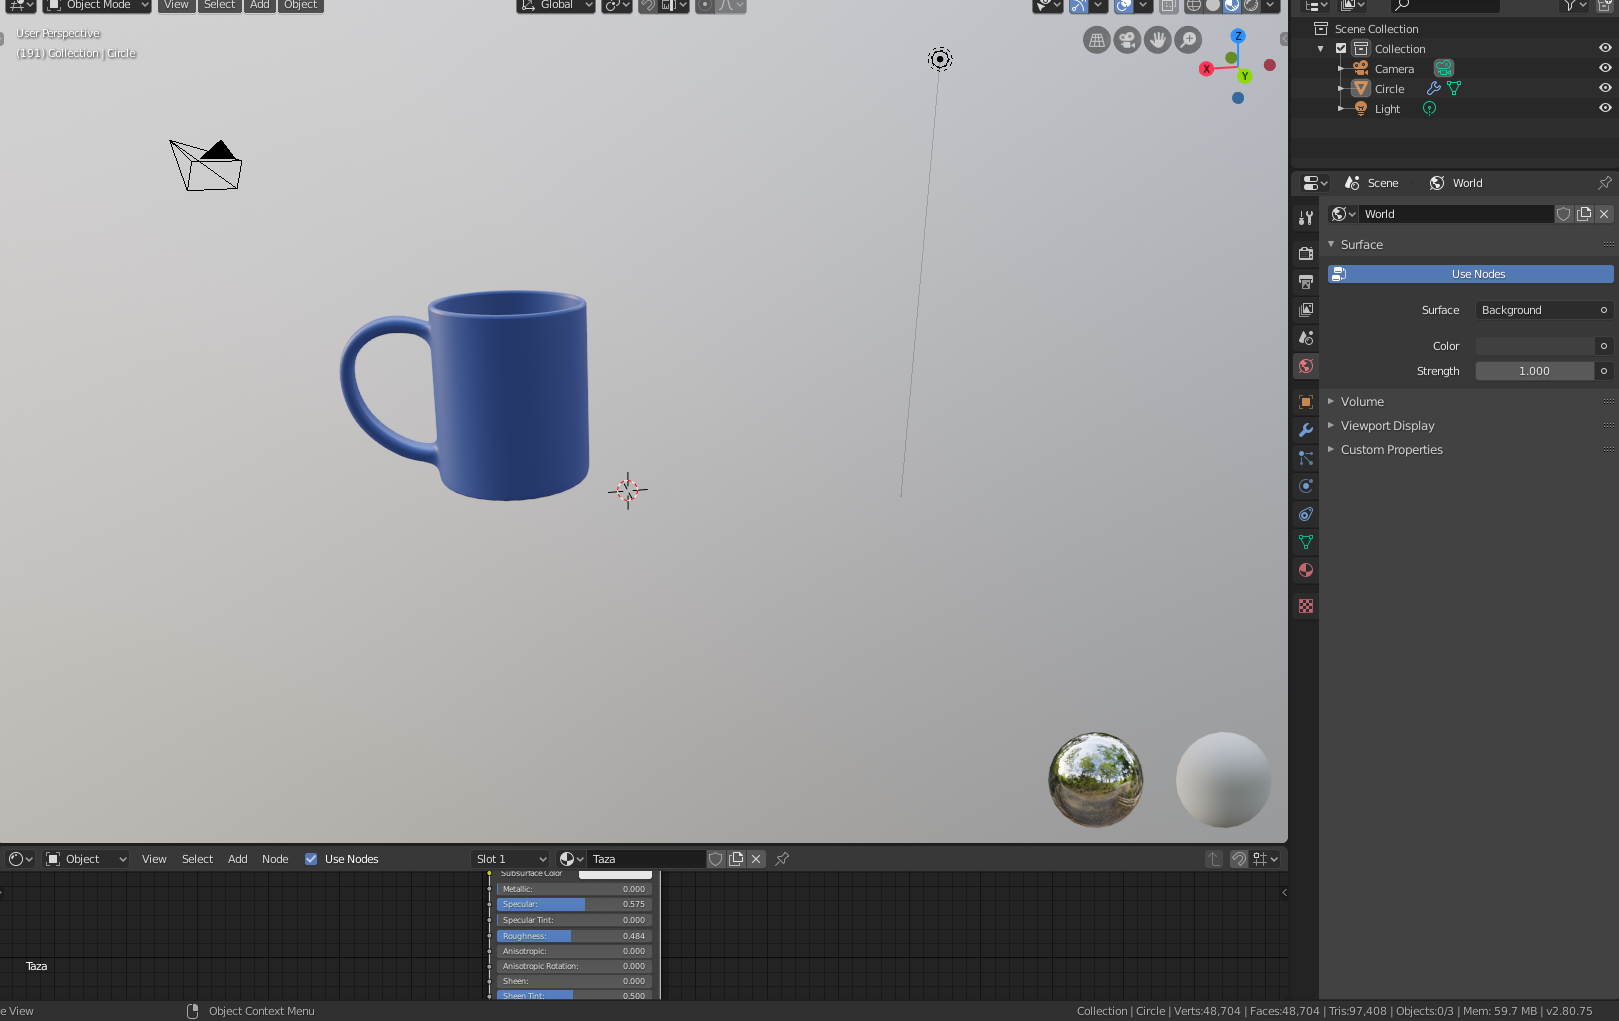 Object Mode View Select Add Object Global
User Perspective
(191) Collection | Circle
Z
X
Y
Scene Collection
Collection
Camera
Circle
Light
Scene World
World
Surface
Use Nodes
Surface Background
Color
Strength 1.000
Volume
Viewport Display
Custom Properties
Object View Select Add Node Use Nodes Slot 1 Taza
Subsurface Color
Metallic: 0.000
Specular: 0.575
Specular Tint: 0.000
Roughness: 0.484
Anisotropic: 0.000
Anisotropic Rotation: 0.000
Sheen: 0.000
Sheen Tint: 0.500
Taza
e View Object Context Menu Collection | Circle | Verts:48,704 | Faces:48,704 | Tris:97,408 | Objects:0/3 | Mem: 59.7 MB | v2.80.75